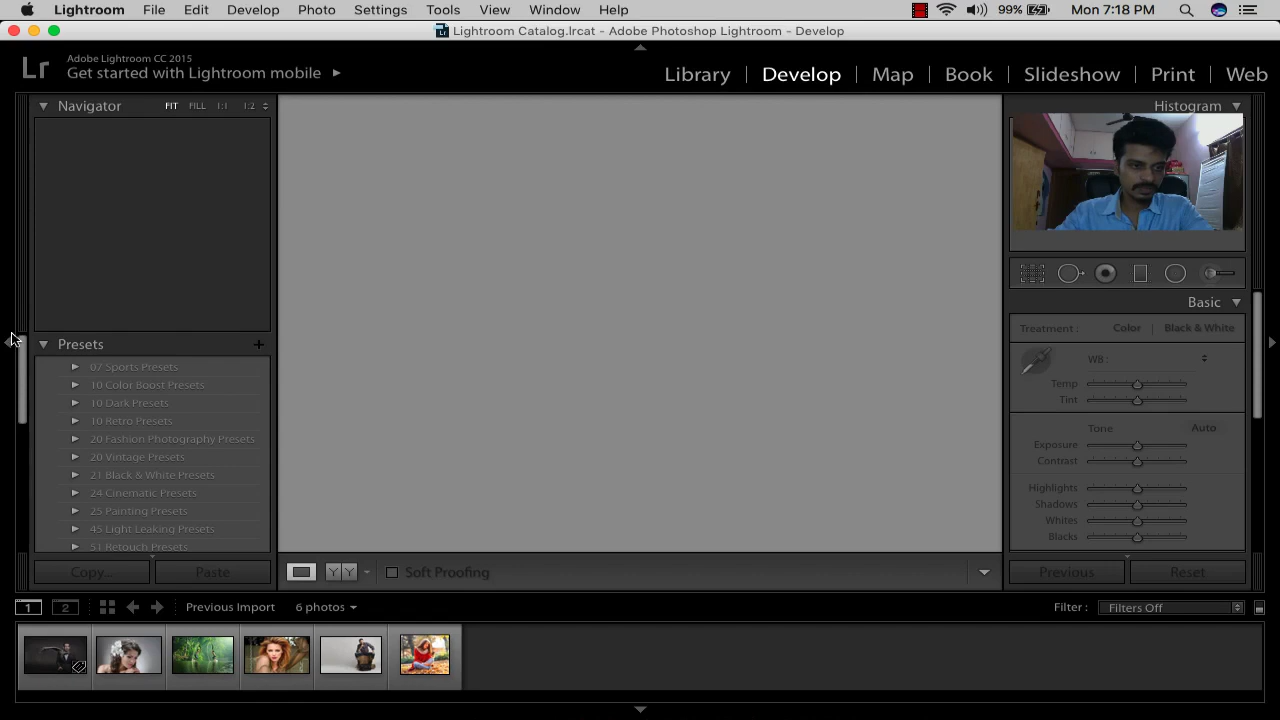 Lightroom File Edit Develop Photo Settings Tools View Window Help 99% Mon 7:18 PM
Lightroom Catalog.lrcat - Adobe Photoshop Lightroom - Develop
Lr
Adobe Lightroom CC 2015
Get started with Lightroom mobile
Library | Develop | Map | Book | Slideshow | Print | Web
Navigator FIT FILL 1:1 1:2
Histogram
Presets +
07 Sports Presets
10 Color Boost Presets
10 Dark Presets
10 Retro Presets
20 Fashion Photography Presets
20 Vintage Presets
21 Black & White Presets
24 Cinematic Presets
25 Painting Presets
45 Light Leaking Presets
51 Retouch Presets
Copy... Paste
Y Y
Soft Proofing
Basic
Treatment : Color | Black & White
WB :
Temp
Tint
Tone Auto
Exposure
Contrast
Highlights
Shadows
Whites
Blacks
Previous Reset
1 2 Previous Import 6 photos
Filter : Filters Off